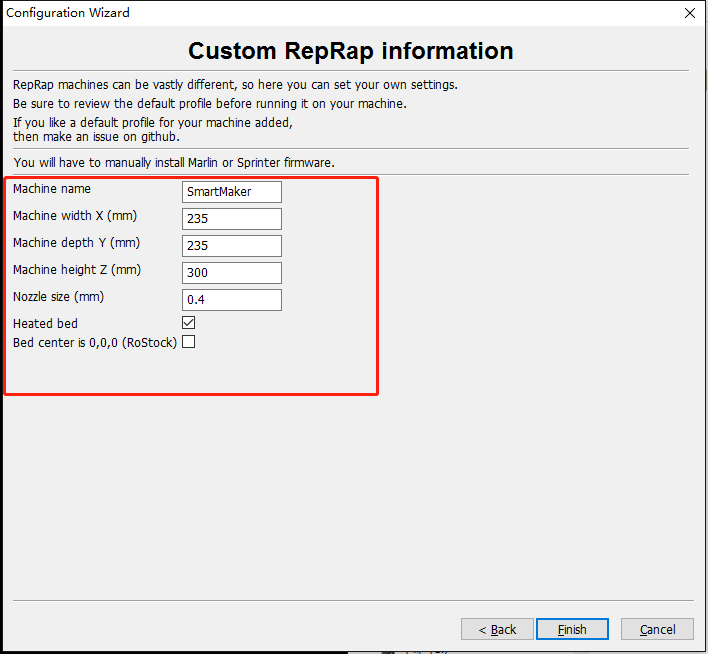 Configuration Wizard
Custom RepRap information
RepRap machines can be vastly different, so here you can set your own settings.
Be sure to review the default profile before running it on your machine.
If you like a default profile for your machine added,
then make an issue on github.
You will have to manually install Marlin or Sprinter firmware.
Machine name SmartMaker
Machine width X (mm) 235
Machine depth Y (mm) 235
Machine height Z (mm) 300
Nozzle size (mm) 0.4
Heated bed
Bed center is 0,0,0 (RoStock)
< Back Finish Cancel